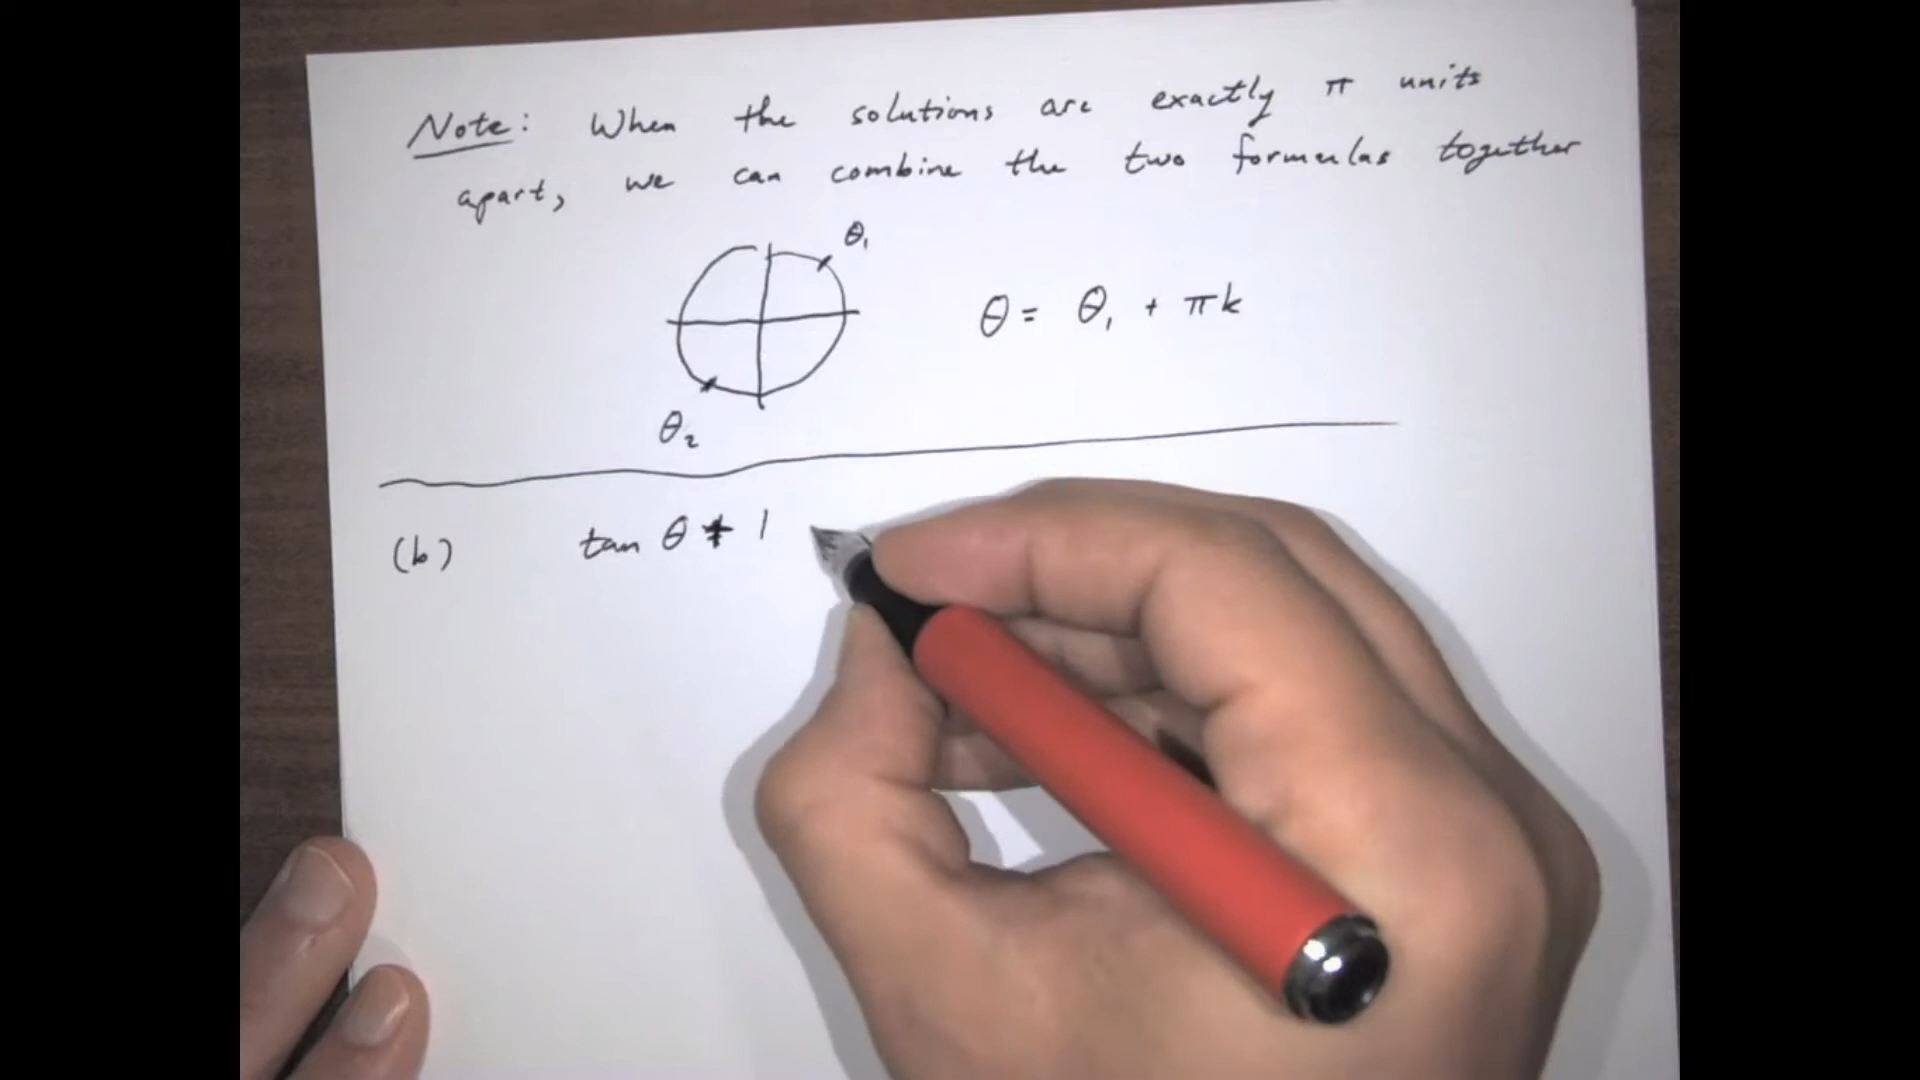 Note: When the solutions are exactly π units
apart, we can combine the two formulas together
θ₁
θ = θ₁ + πk
θ₂
(b) tan θ + 1